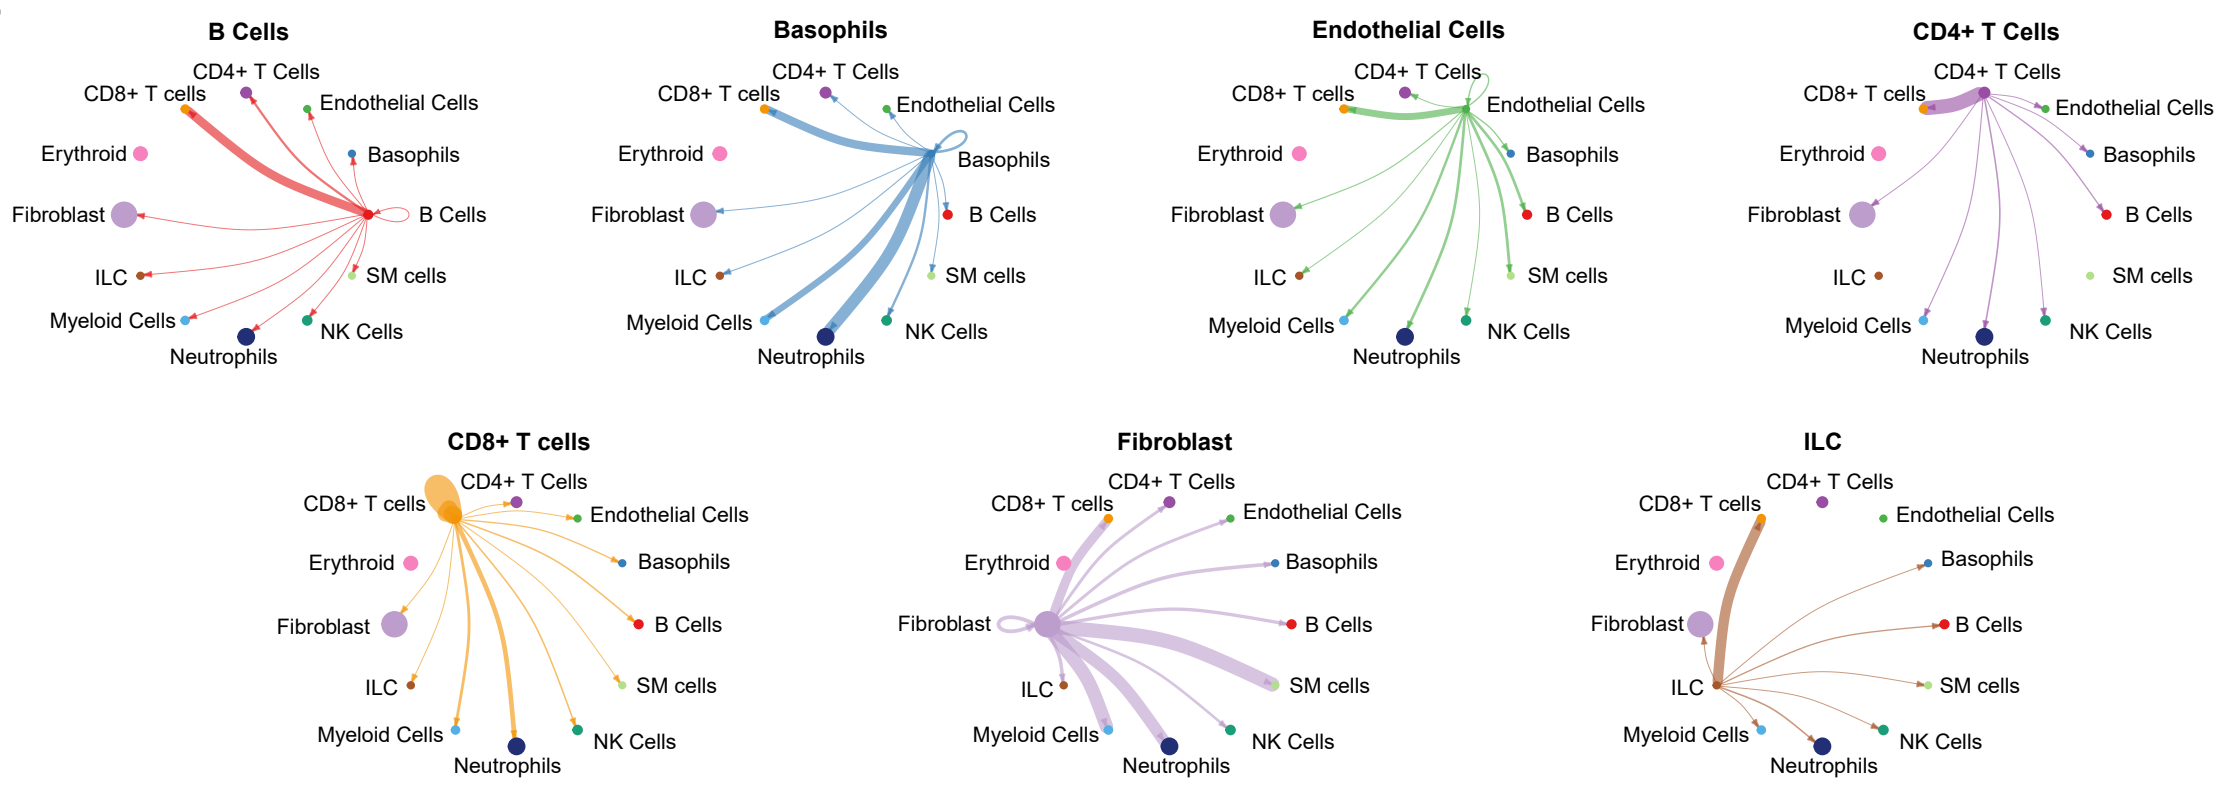 B Cells
CD4+ T Cells
CD8+ T cells
Endothelial Cells
Erythroid
Basophils
Fibroblast
B Cells
ILC
SM cells
Myeloid Cells
NK Cells
Neutrophils
Basophils
CD4+ T Cells
CD8+ T cells
Endothelial Cells
Erythroid
Basophils
Fibroblast
B Cells
ILC
SM cells
Myeloid Cells
NK Cells
Neutrophils
Endothelial Cells
CD4+ T Cells
CD8+ T cells
Endothelial Cells
Erythroid
Basophils
Fibroblast
B Cells
ILC
SM cells
Myeloid Cells
NK Cells
Neutrophils
CD4+ T Cells
CD4+ T Cells
CD8+ T cells
Endothelial Cells
Erythroid
Basophils
Fibroblast
B Cells
ILC
SM cells
Myeloid Cells
NK Cells
Neutrophils
CD8+ T cells
CD4+ T Cells
CD8+ T cells
Endothelial Cells
Erythroid
Basophils
Fibroblast
B Cells
ILC
SM cells
Myeloid Cells
NK Cells
Neutrophils
Fibroblast
CD4+ T Cells
CD8+ T cells
Endothelial Cells
Erythroid
Basophils
Fibroblast
B Cells
ILC
SM cells
Myeloid Cells
NK Cells
Neutrophils
ILC
CD4+ T Cells
CD8+ T cells
Endothelial Cells
Erythroid
Basophils
Fibroblast
B Cells
ILC
SM cells
Myeloid Cells
NK Cells
Neutrophils